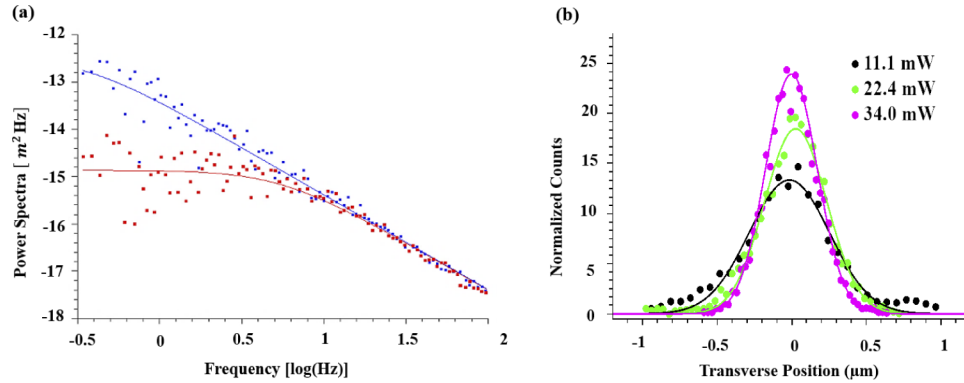 (a)
-12
-13
-14
-15
-16
-17
-18
-0.5
0
0.5
1
1.5
2
Power Spectra [ m² Hz]
Frequency [log(Hz)]
(b)
25
20
15
10
5
0
-1
-0.5
0
0.5
1
Normalized Counts
Transverse Position (µm)
11.1 mW
22.4 mW
34.0 mW